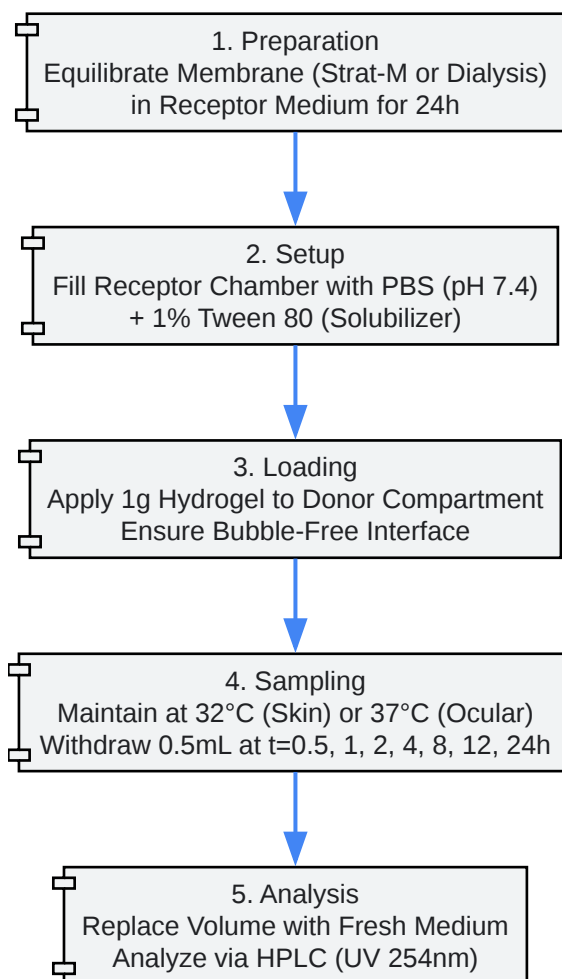 1. Preparation
Equilibrate Membrane (Strat-M or Dialysis)
in Receptor Medium for 24h
2. Setup
Fill Receptor Chamber with PBS (pH 7.4)
+ 1% Tween 80 (Solubilizer)
3. Loading
Apply 1g Hydrogel to Donor Compartment
Ensure Bubble-Free Interface
4. Sampling
Maintain at 32°C (Skin) or 37°C (Ocular)
Withdraw 0.5mL at t=0.5, 1, 2, 4, 8, 12, 24h
5. Analysis
Replace Volume with Fresh Medium
Analyze via HPLC (UV 254nm)